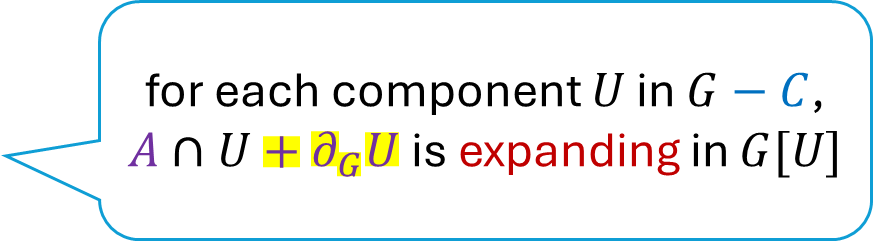 for each component U in G − C,
A ∩ U + ∂_G U is expanding in G[U]